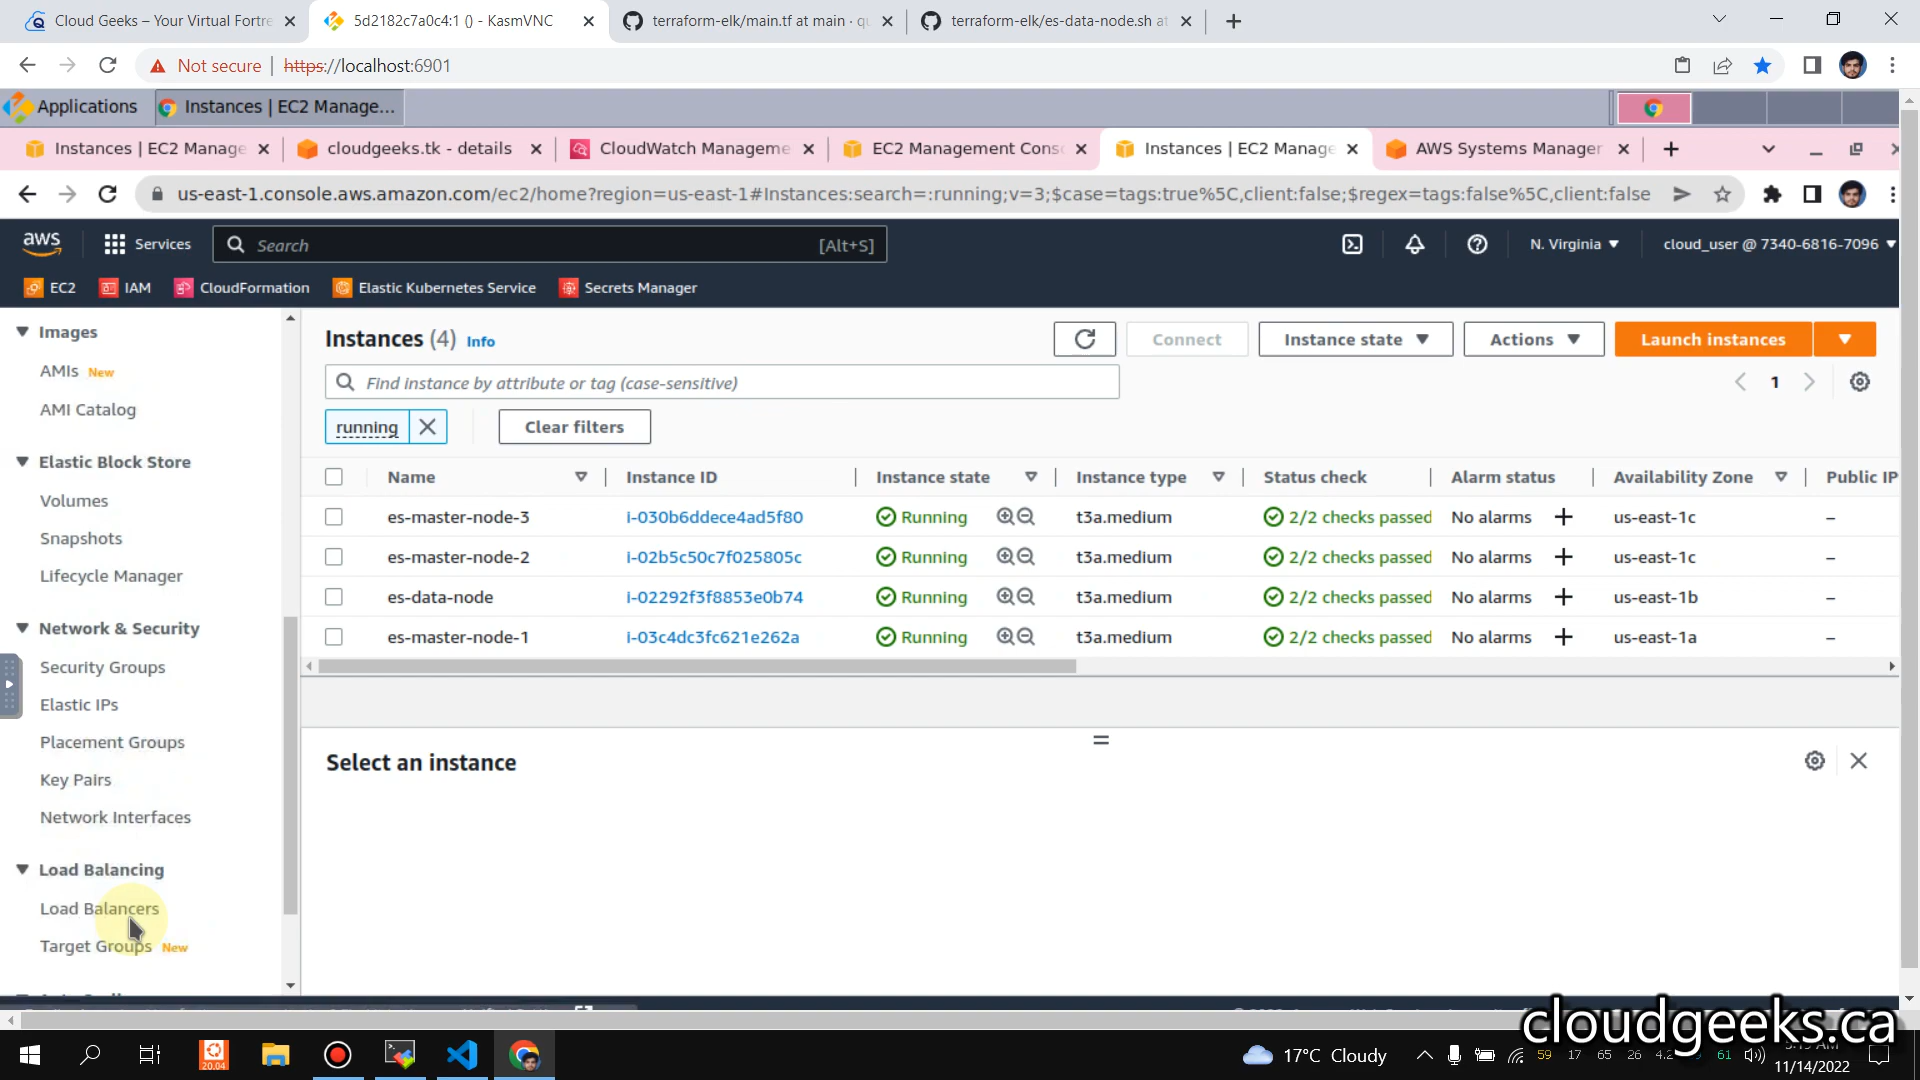 Cloud Geeks – Your Virtual Fortre
5d2182c7a0c4:1 () - KasmVNC
terraform-elk/main.tf at main · qu
terraform-elk/es-data-node.sh at
Not secure
https://localhost:6901
Applications
Instances | EC2 Manage...
Instances | EC2 Manage
cloudgeeks.tk - details
CloudWatch Manageme
EC2 Management Conso
Instances | EC2 Manage
AWS Systems Manager
us-east-1.console.aws.amazon.com/ec2/home?region=us-east-1#Instances:search=:running;v=3;$case=tags:true%5C,client:false;$regex=tags:false%5C,client:false
aws
Services
Search
[Alt+S]
N. Virginia
cloud_user @ 7340-6816-7096
EC2
IAM
CloudFormation
Elastic Kubernetes Service
Secrets Manager
Images
AMIs New
AMI Catalog
Elastic Block Store
Volumes
Snapshots
Lifecycle Manager
Network & Security
Security Groups
Elastic IPs
Placement Groups
Key Pairs
Network Interfaces
Load Balancing
Load Balancers
Target Groups New
Instances (4) Info
Connect
Instance state
Actions
Launch instances
Find instance by attribute or tag (case-sensitive)
1
running
Clear filters
Name Instance ID Instance state Instance type Status check Alarm status Availability Zone Public IP
es-master-node-3 i-030b6ddece4ad5f80 Running t3a.medium 2/2 checks passed No alarms + us-east-1c –
es-master-node-2 i-02b5c50c7f025805c Running t3a.medium 2/2 checks passed No alarms + us-east-1c –
es-data-node i-02292f3f8853e0b74 Running t3a.medium 2/2 checks passed No alarms + us-east-1b –
es-master-node-1 i-03c4dc3fc621e262a Running t3a.medium 2/2 checks passed No alarms + us-east-1a –
Select an instance
cloudgeeks.ca
20.04
17°C Cloudy
59 17 65 26 4.2 61
11/14/2022